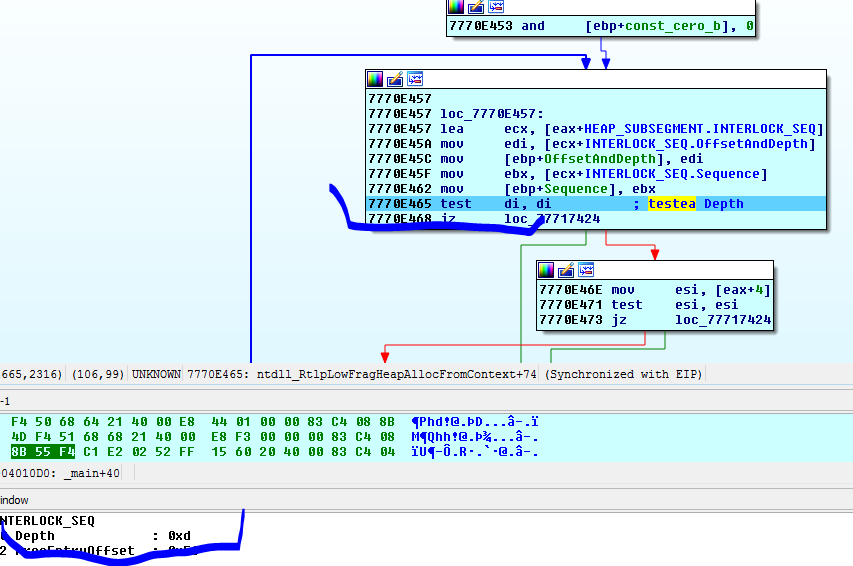 7770E453 and [ebp+const_cero_b], 0
7770E457
7770E457 loc_7770E457:
7770E457 lea ecx, [eax+HEAP_SUBSEGMENT.INTERLOCK_SEQ]
7770E45A mov edi, [ecx+INTERLOCK_SEQ.OffsetAndDepth]
7770E45C mov [ebp+OffsetAndDepth], edi
7770E45F mov ebx, [ecx+INTERLOCK_SEQ.Sequence]
7770E462 mov [ebp+Sequence], ebx
7770E465 test di, di ; testea Depth
7770E468 jz loc_77717424
7770E46E mov esi, [eax+4]
7770E471 test esi, esi
7770E473 jz loc_77717424
665,2316) (106,99) UNKNOWN 7770E465: ntdll_RtlpLowFragHeapAllocFromContext+74 (Synchronized with EIP)
-1
F4 50 68 64 21 40 00 E8 44 01 00 00 83 C4 08 8B ¶Phd!@.ÞD...â-.ï
4D F4 51 68 68 21 40 00 E8 F3 00 00 00 83 C4 08 M¶Qhh!@.Þ¾...â-.
8B 55 F4 C1 E2 02 52 FF 15 60 20 40 00 83 C4 04 ïU¶-Ô.R·.`·@.â-.
04010D0: _main+40
indow
NTERLOCK_SEQ
Depth : 0xd
2 FreeEntryOffset :